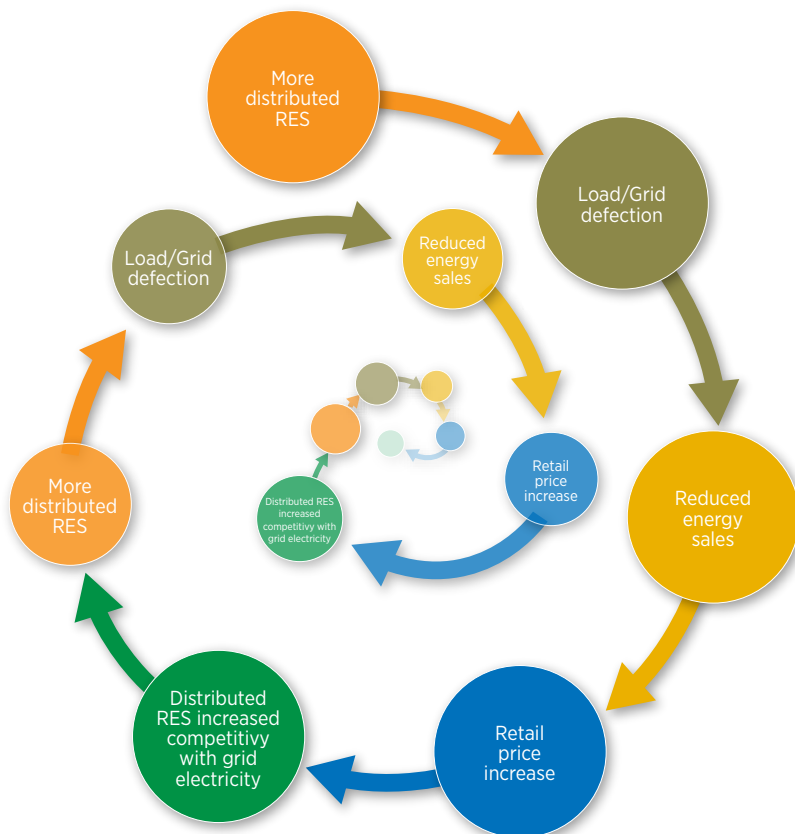 More
distributed
RES
Load/Grid
defection
Reduced
energy
sales
Retail
price
increase
Distributed
RES increased
competitivy
with grid
electricity
More
distributed
RES
Load/Grid
defection
Reduced
energy
sales
Retail
price
increase
Distributed RES
increased
competitivy with
grid electricity